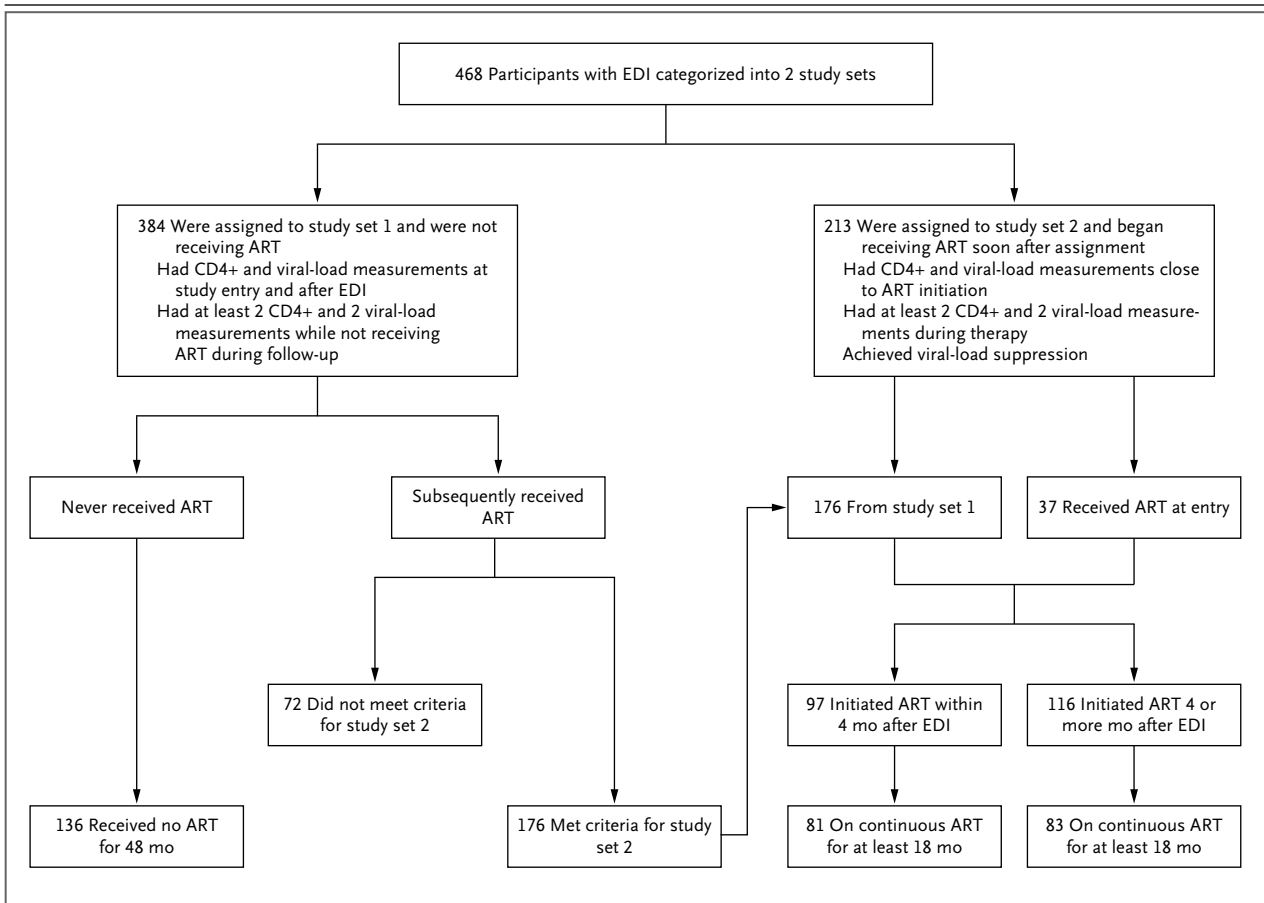 468 Participants with EDI categorized into 2 study sets
384 Were assigned to study set 1 and were not
receiving ART
Had CD4+ and viral-load measurements at
study entry and after EDI
Had at least 2 CD4+ and 2 viral-load
measurements while not receiving
ART during follow-up
213 Were assigned to study set 2 and began
receiving ART soon after assignment
Had CD4+ and viral-load measurements close
to ART initiation
Had at least 2 CD4+ and 2 viral-load measure-
ments during therapy
Achieved viral-load suppression
Never received ART
Subsequently received
ART
176 From study set 1
37 Received ART at entry
72 Did not meet criteria
for study set 2
97 Initiated ART within
4 mo after EDI
116 Initiated ART 4 or
more mo after EDI
136 Received no ART
for 48 mo
176 Met criteria for study
set 2
81 On continuous ART
for at least 18 mo
83 On continuous ART
for at least 18 mo